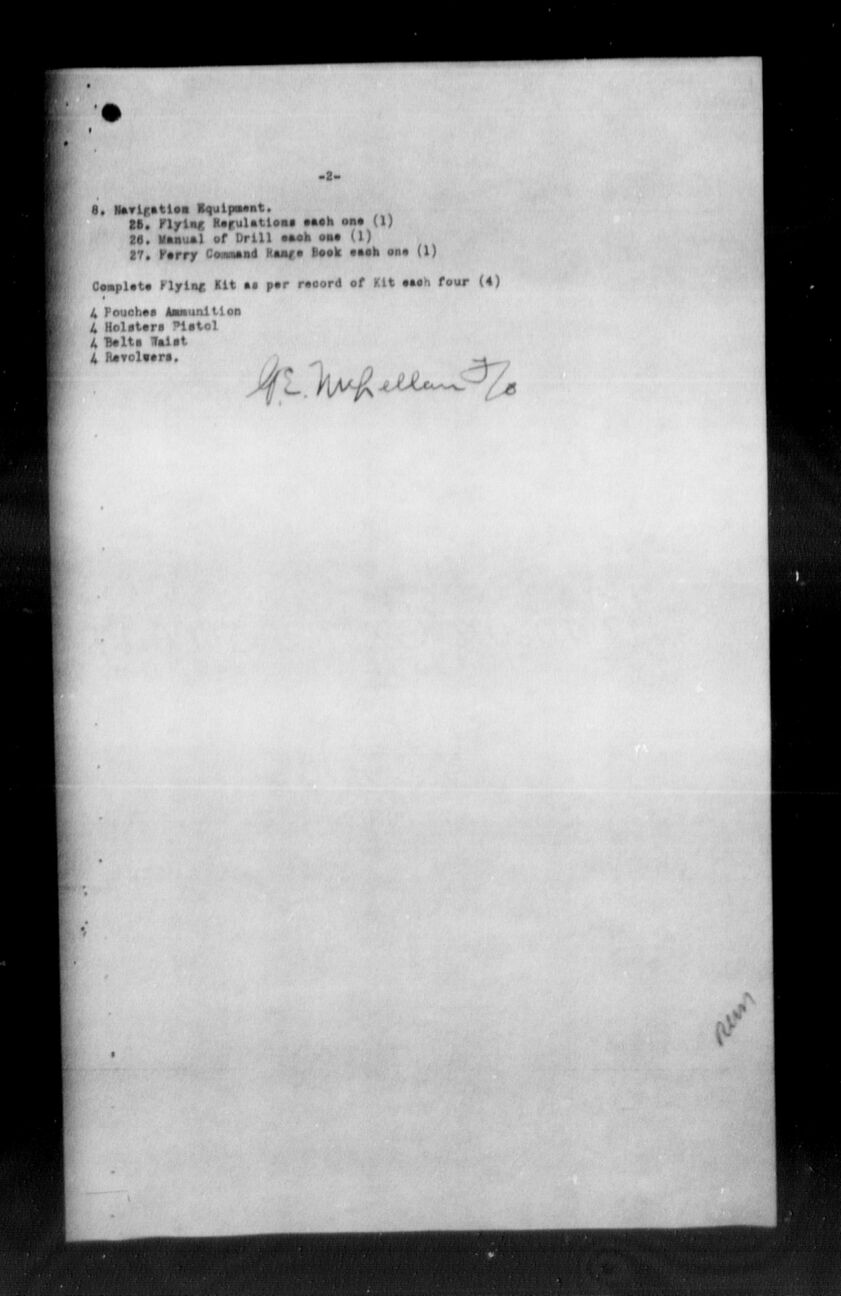 -2-
8. Navigation Equipment.
25. Flying Regulations each one (1)
26. Manual of Drill each one (1)
27. Ferry Command Range Book each one (1)
Complete Flying Kit as per record of Kit each four (4)
4 Pouches Ammunition
4 Holsters Pistol
4 Belts Waist
4 Revolvers.
G.E. McLellan F/O